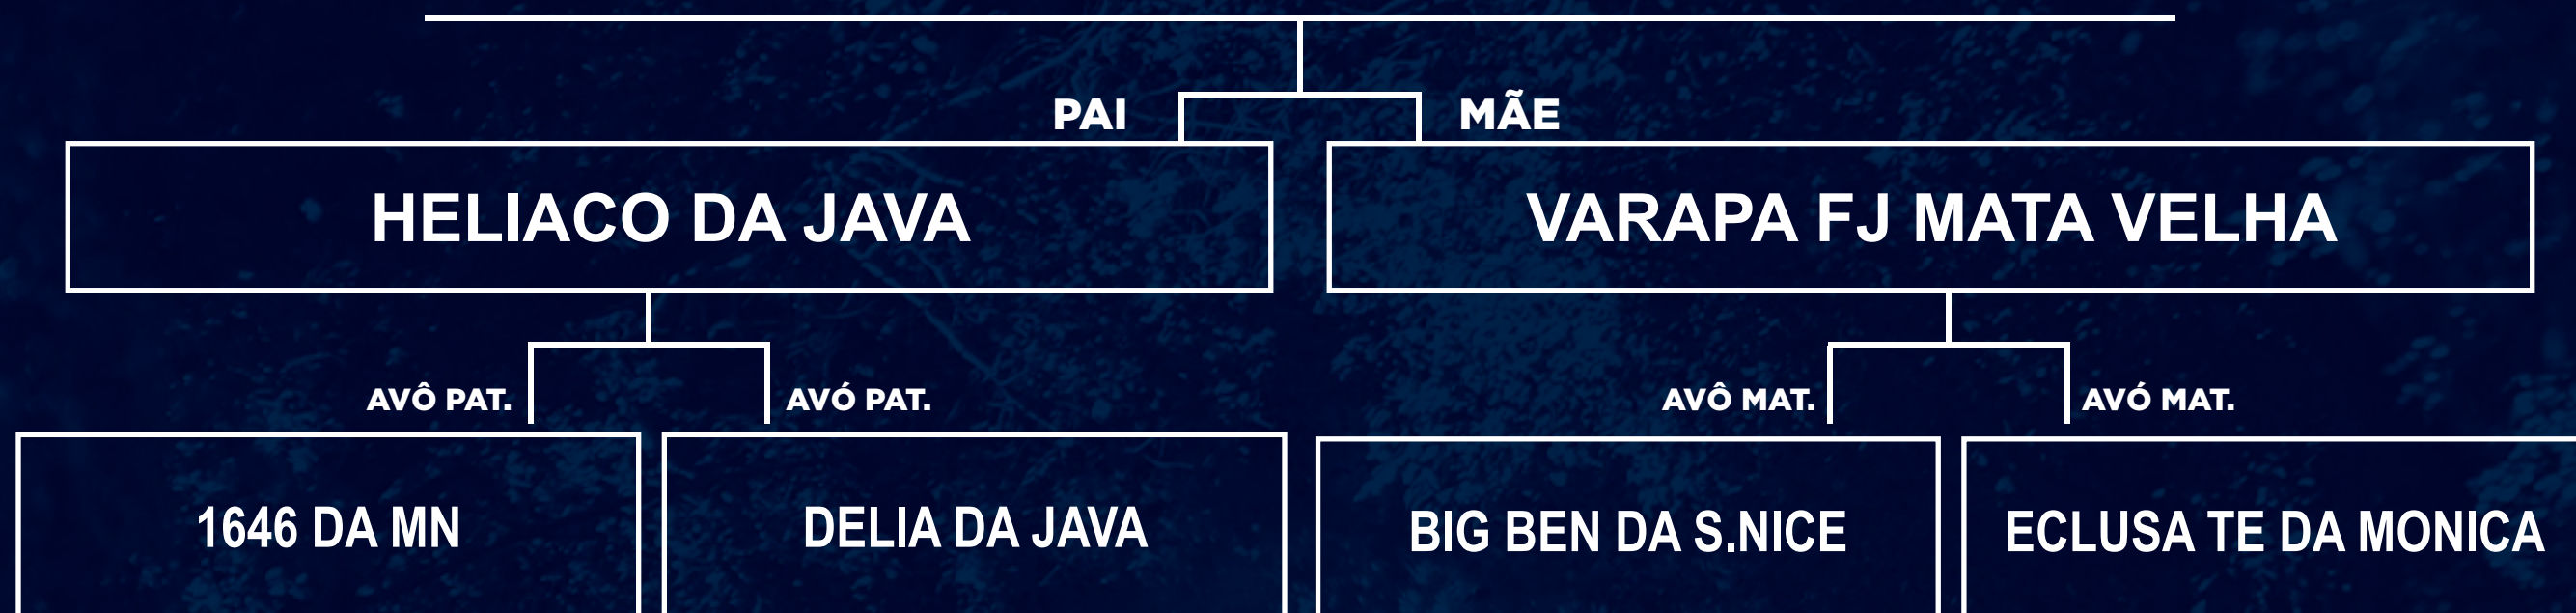 PAI
MÃE
HELIACO DA JAVA
VARAPA FJ MATA VELHA
AVÔ PAT.
AVÓ PAT.
AVÔ MAT.
AVÓ MAT.
1646 DA MN
DELIA DA JAVA
BIG BEN DA S.NICE
ECLUSA TE DA MONICA